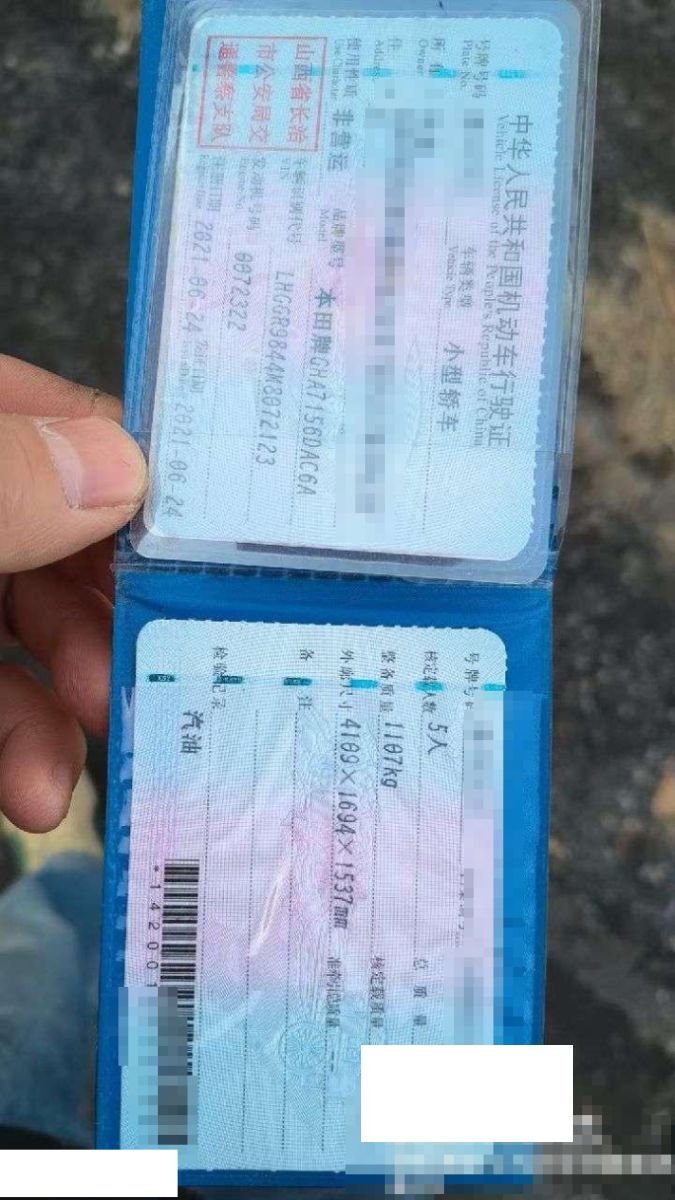 中华人民共和国机动车行驶证
Vehicle License of the People's Republic of China
号牌号码
Plate No.
车辆类型 小型轿车
Vehicle Type
所有人
Owner
住址
Address
使用性质 非营运
Use Character
品牌型号 本田牌GHA7156DAC6A
Model
山西省长治
市公安局交
通警察支队
车辆识别代号 LHGGR9844N8072123
VIN
发动机号码 0072322
Engine No.
注册日期 2021-06-24
Register Date
发证日期 2021-06-24
号牌号码
核定载人数 5人
总质量
整备质量 1107kg
核定载质量
外廓尺寸 4109×1694×1537mm
准牵引总质量 --
备注
检验记录
汽油
*14200